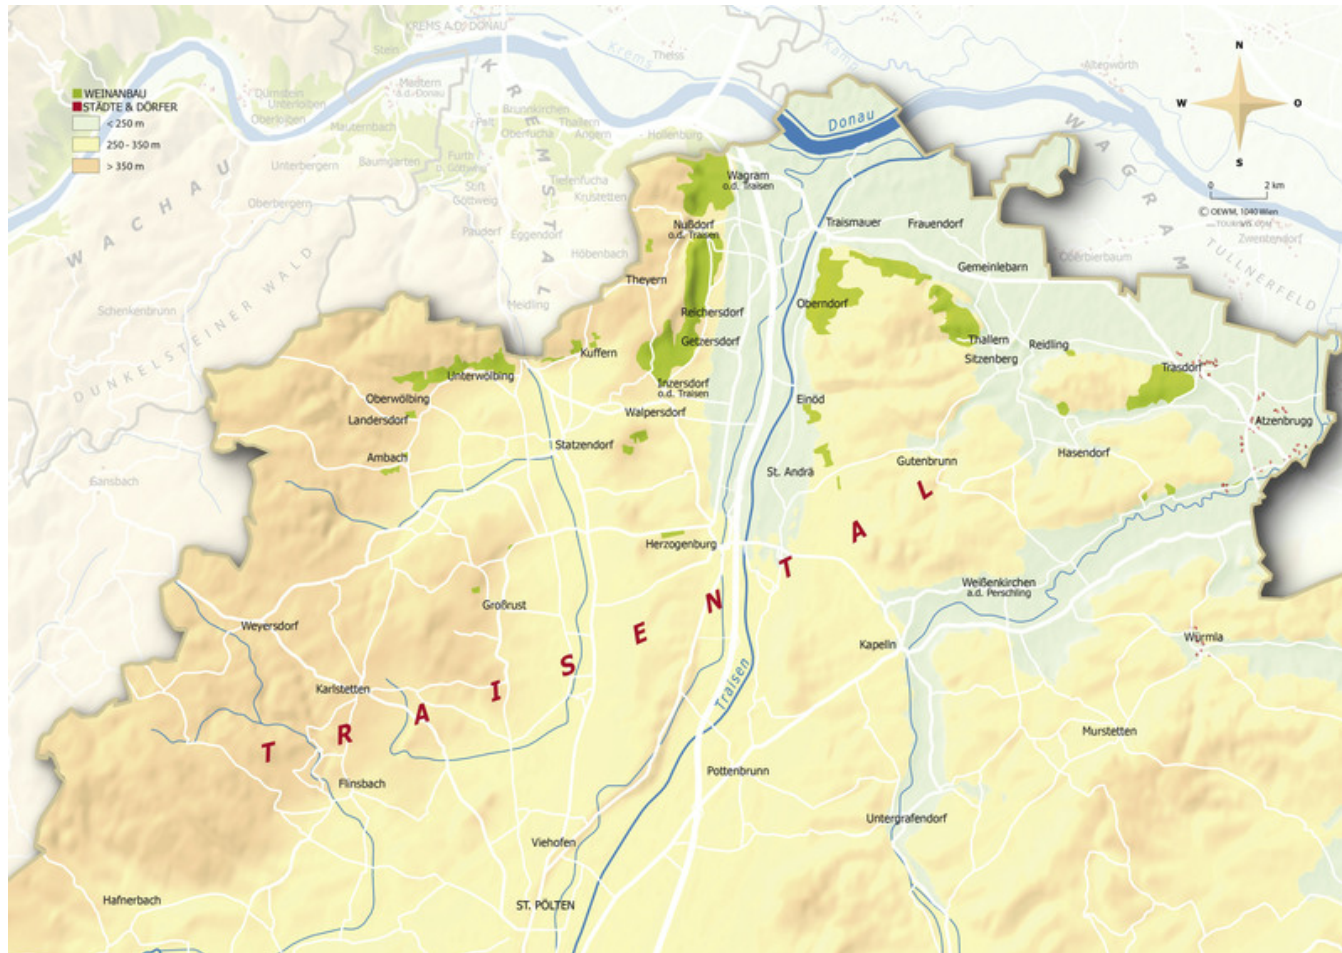 KREMS A.D. DONAU
Stein
Krems
Theiss
Kamp
Altegwörth
N
W
O
S
0
2 km
© OEWM, 1040 Wien
WEINANBAU
STÄDTE & DÖRFER
< 250 m
250 - 350 m
> 350 m
Dürnstein
Unterloiben
Oberloiben
Mautern
a.d. Donau
Mauternbach
Palt
Brunnkirchen
Oberfucha
Thallern
Angern
Hollenburg
Donau
Unterbergern
Baumgarten
Furth
Göttweig
Stift
Göttweig
Tiefenfucha
Krustetten
Oberbergern
Paudorf
Eggendorf
Höbenbach
Meidling
WACHAU
KREMSTAL
WAGRAM
DUNKELSTEINER WALD
TULLNERFELD
Zwentendorf
Oberbierbaum
Schenkenbrunn
Gansbach
Wagram
o.d. Traisen
Nußdorf
o.d. Traisen
Traismauer
Frauendorf
Gemeinlebarn
Theyern
Reichersdorf
Oberndorf
Getzersdorf
Thallern
Sitzenberg
Reidling
Kuffern
Trasdorf
Unterwölbling
Inzersdorf
o.d. Traisen
Oberwölbling
Einöd
Walpersdorf
Landersdorf
Atzenbrugg
Statzendorf
Hasendorf
Ambach
Gutenbrunn
St. Andrä
TRAISENTAL
Herzogenburg
Weißenkirchen
a.d. Perschling
Großrust
Weyersdorf
Kapelln
Würmla
Karlstetten
Traisen
Murstetten
Pottenbrunn
Flinsbach
Untergrafendorf
Viehofen
Hafnerbach
ST. PÖLTEN